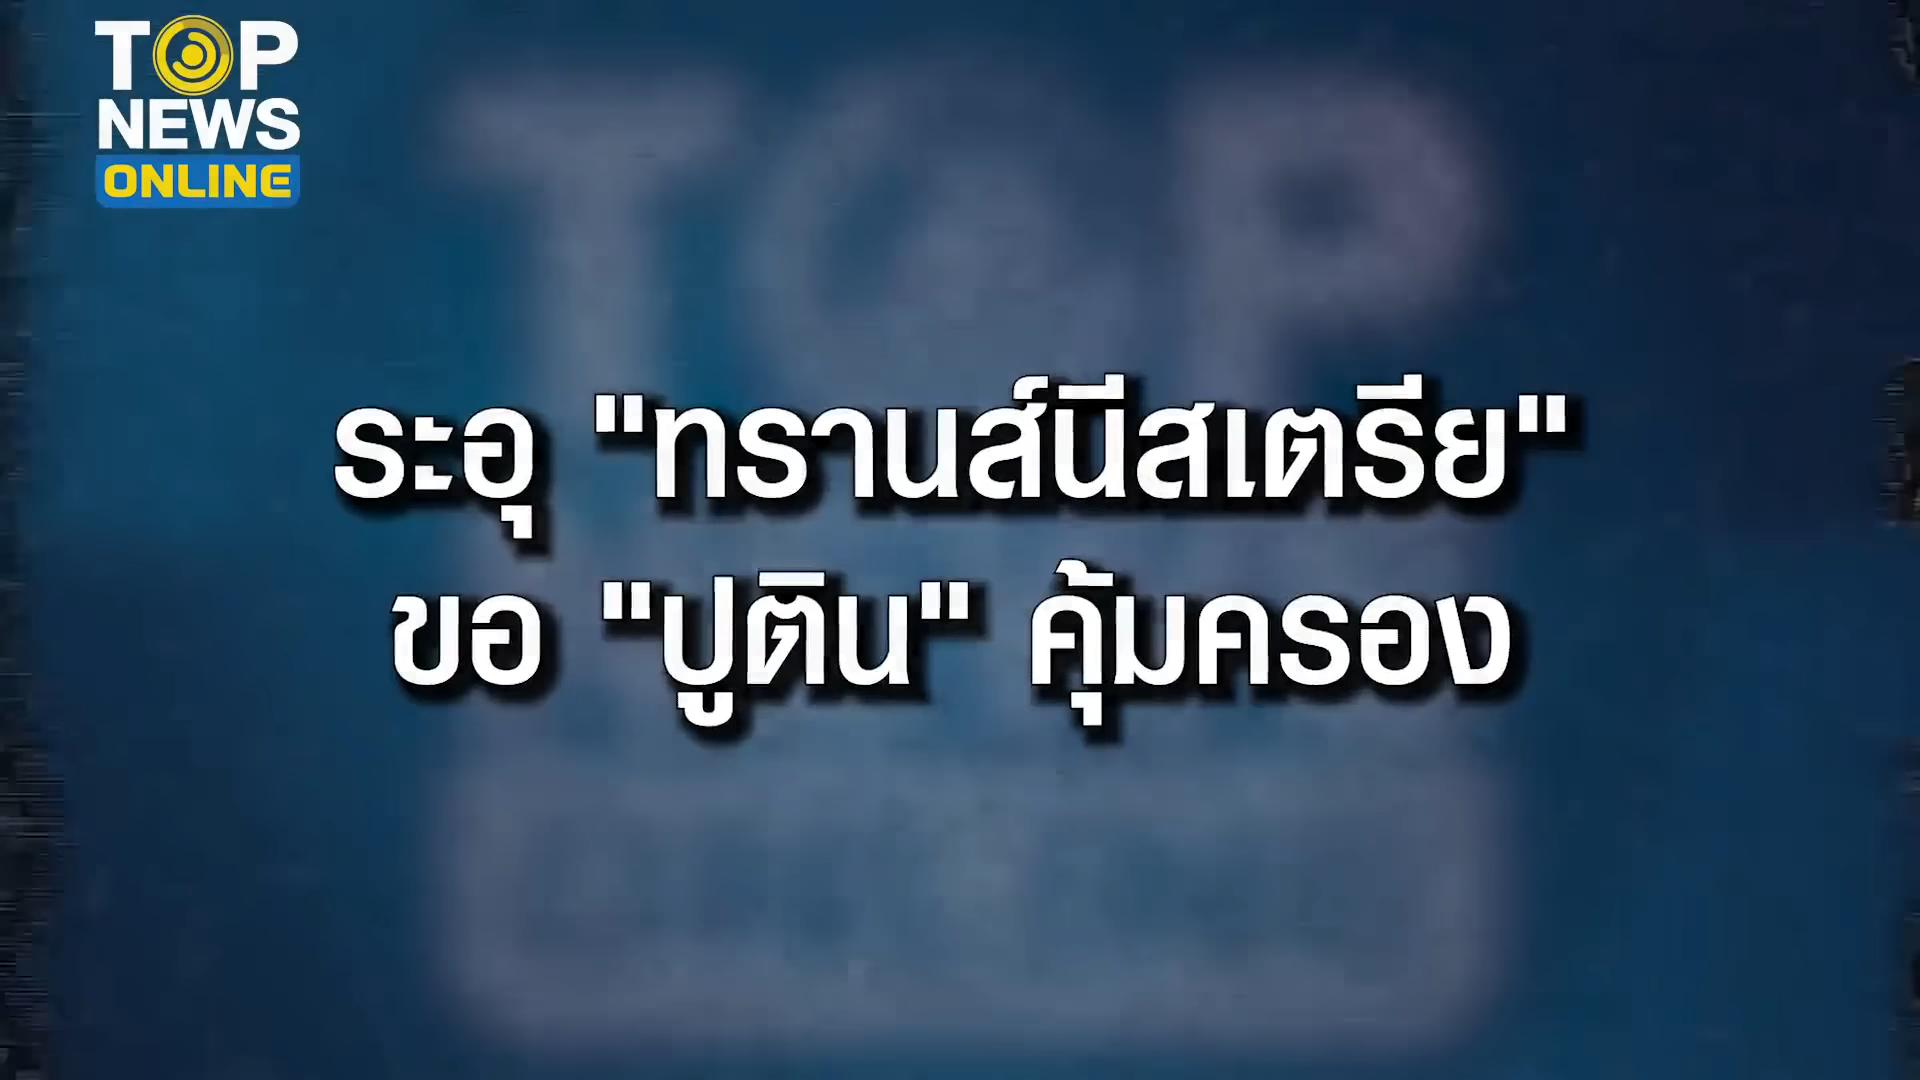 TOP
NEWS
ONLINE
ระอุ "ทรานส์นีสเตรีย"
ขอ "ปูติน" คุ้มครอง